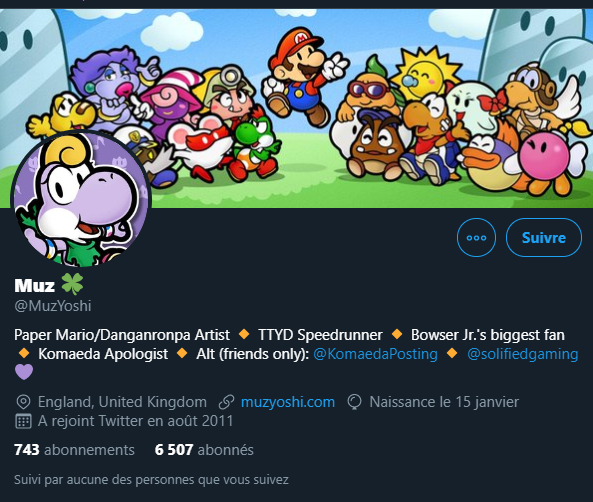 Suivre
Muz 🍀
@MuzYoshi
Paper Mario/Danganronpa Artist 🔸 TTYD Speedrunner 🔸 Bowser Jr.'s biggest fan
🔸 Komaeda Apologist 🔸 Alt (friends only): @KomaedaPosting 🔸 @solifiedgaming
💜
England, United Kingdom muzyoshi.com Naissance le 15 janvier
A rejoint Twitter en août 2011
743 abonnements 6 507 abonnés
Suivi par aucune des personnes que vous suivez